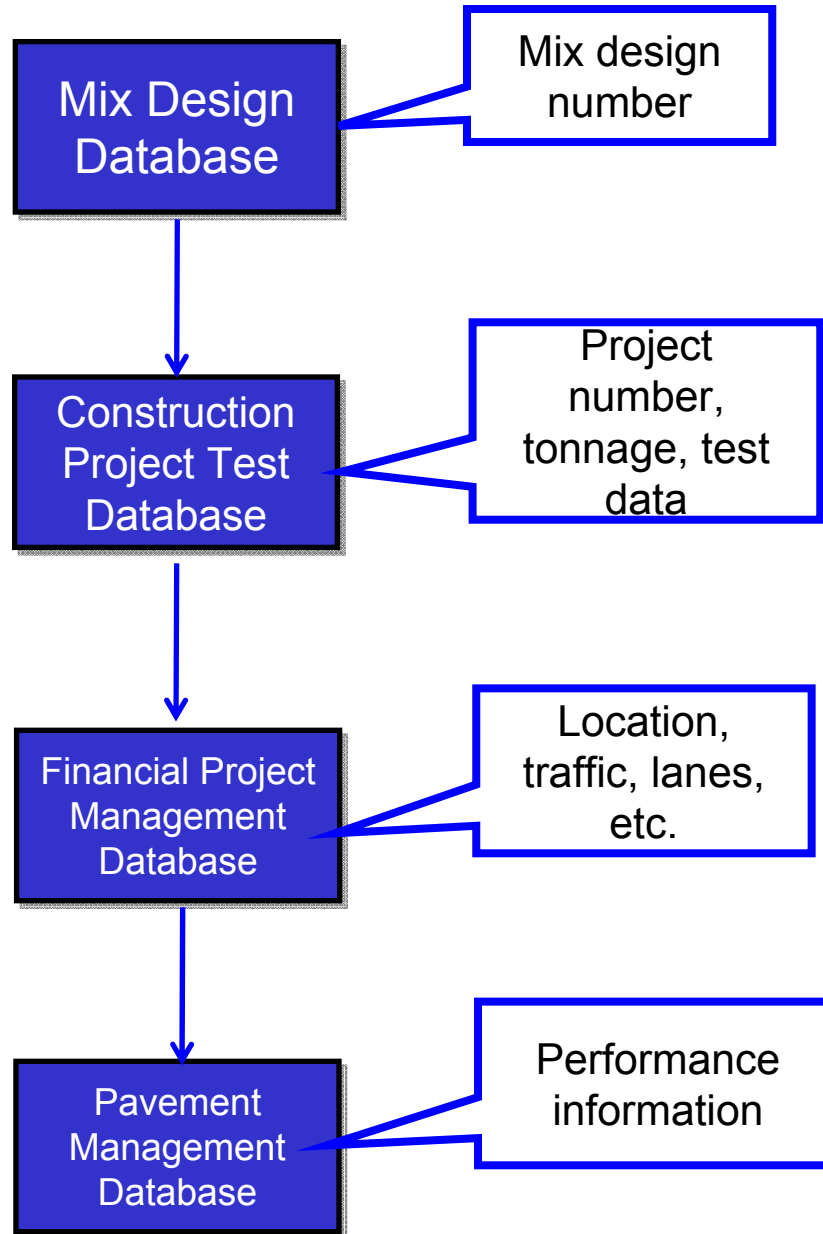 Mix Design
Database
Mix design
number
Construction
Project Test
Database
Project
number,
tonnage, test
data
Financial Project
Management
Database
Location,
traffic, lanes,
etc.
Pavement
Management
Database
Performance
information